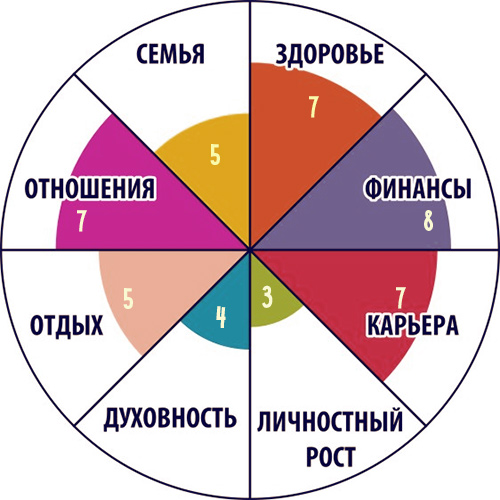 СЕМЬЯ
ЗДОРОВЬЕ
7
5
ОТНОШЕНИЯ
7
ФИНАНСЫ
8
5
ОТДЫХ
4
3
7
КАРЬЕРА
ДУХОВНОСТЬ
ЛИЧНОСТНЫЙ
РОСТ